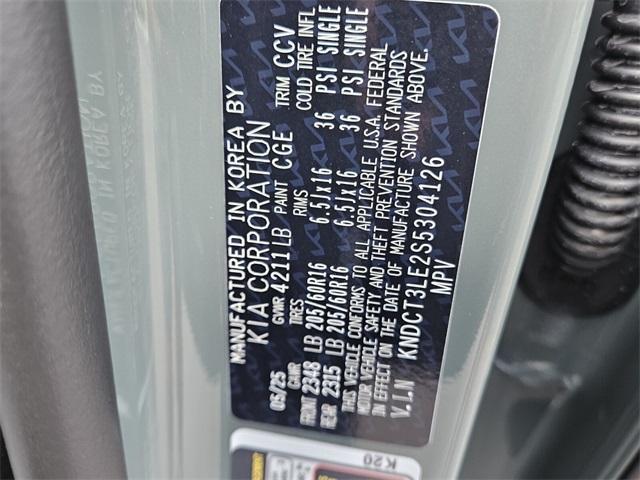 MANUFACTURED IN KOREA BY
KIA CORPORATION
05/25 GVWR 4211LB PAINT CGE TRIM CCV
GAWR TIRES RIMS COLD TIRE INFL
FRONT 2348 LB 205/60R16 6.5Jx16 36 PSI SINGLE
REAR 2315 LB 205/60R16 6.5Jx16 36 PSI SINGLE
THIS VEHICLE CONFORMS TO ALL APPLICABLE U.S.A. FEDERAL
MOTOR VEHICLE SAFETY AND THEFT PREVENTION STANDARDS
IN EFFECT ON THE DATE OF MANUFACTURE SHOWN ABOVE.
V.I.N KNDCT3LE2S5304126
MPV
K20